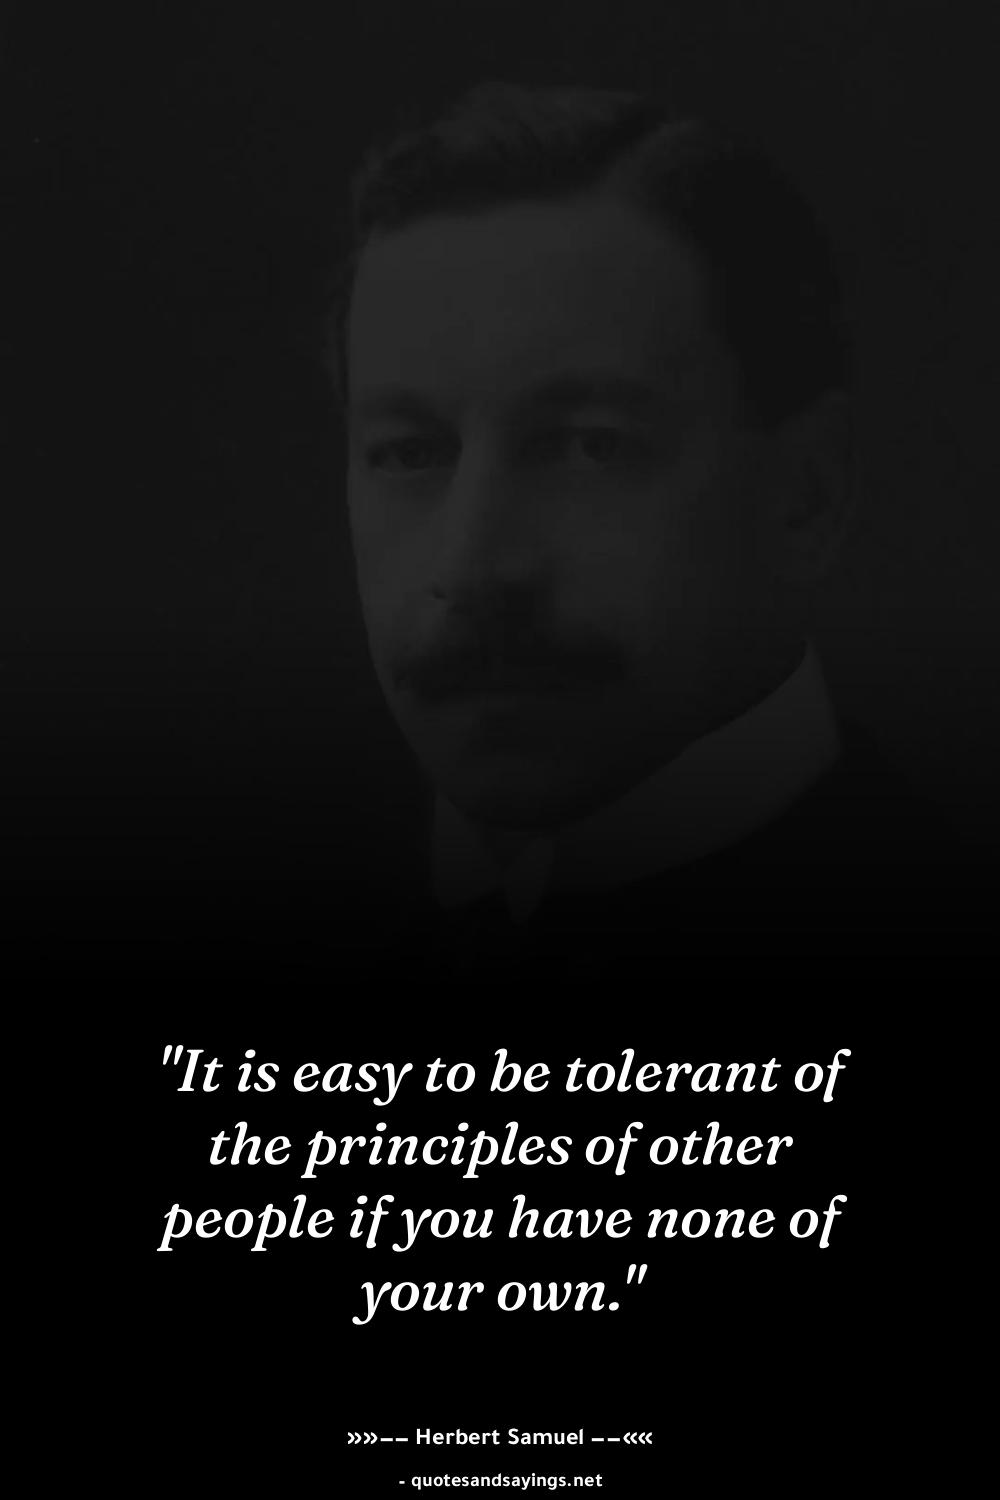 "It is easy to be tolerant of
the principles of other
people if you have none of
your own."
»»–– Herbert Samuel ––««
- quotesandsayings.net